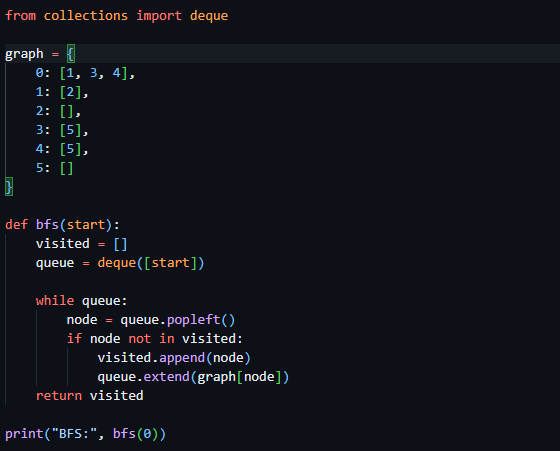 from collections import deque

graph = {
    0: [1, 3, 4],
    1: [2],
    2: [],
    3: [5],
    4: [5],
    5: []
}

def bfs(start):
    visited = []
    queue = deque([start])

    while queue:
        node = queue.popleft()
        if node not in visited:
            visited.append(node)
            queue.extend(graph[node])
    return visited

print("BFS:", bfs(0))